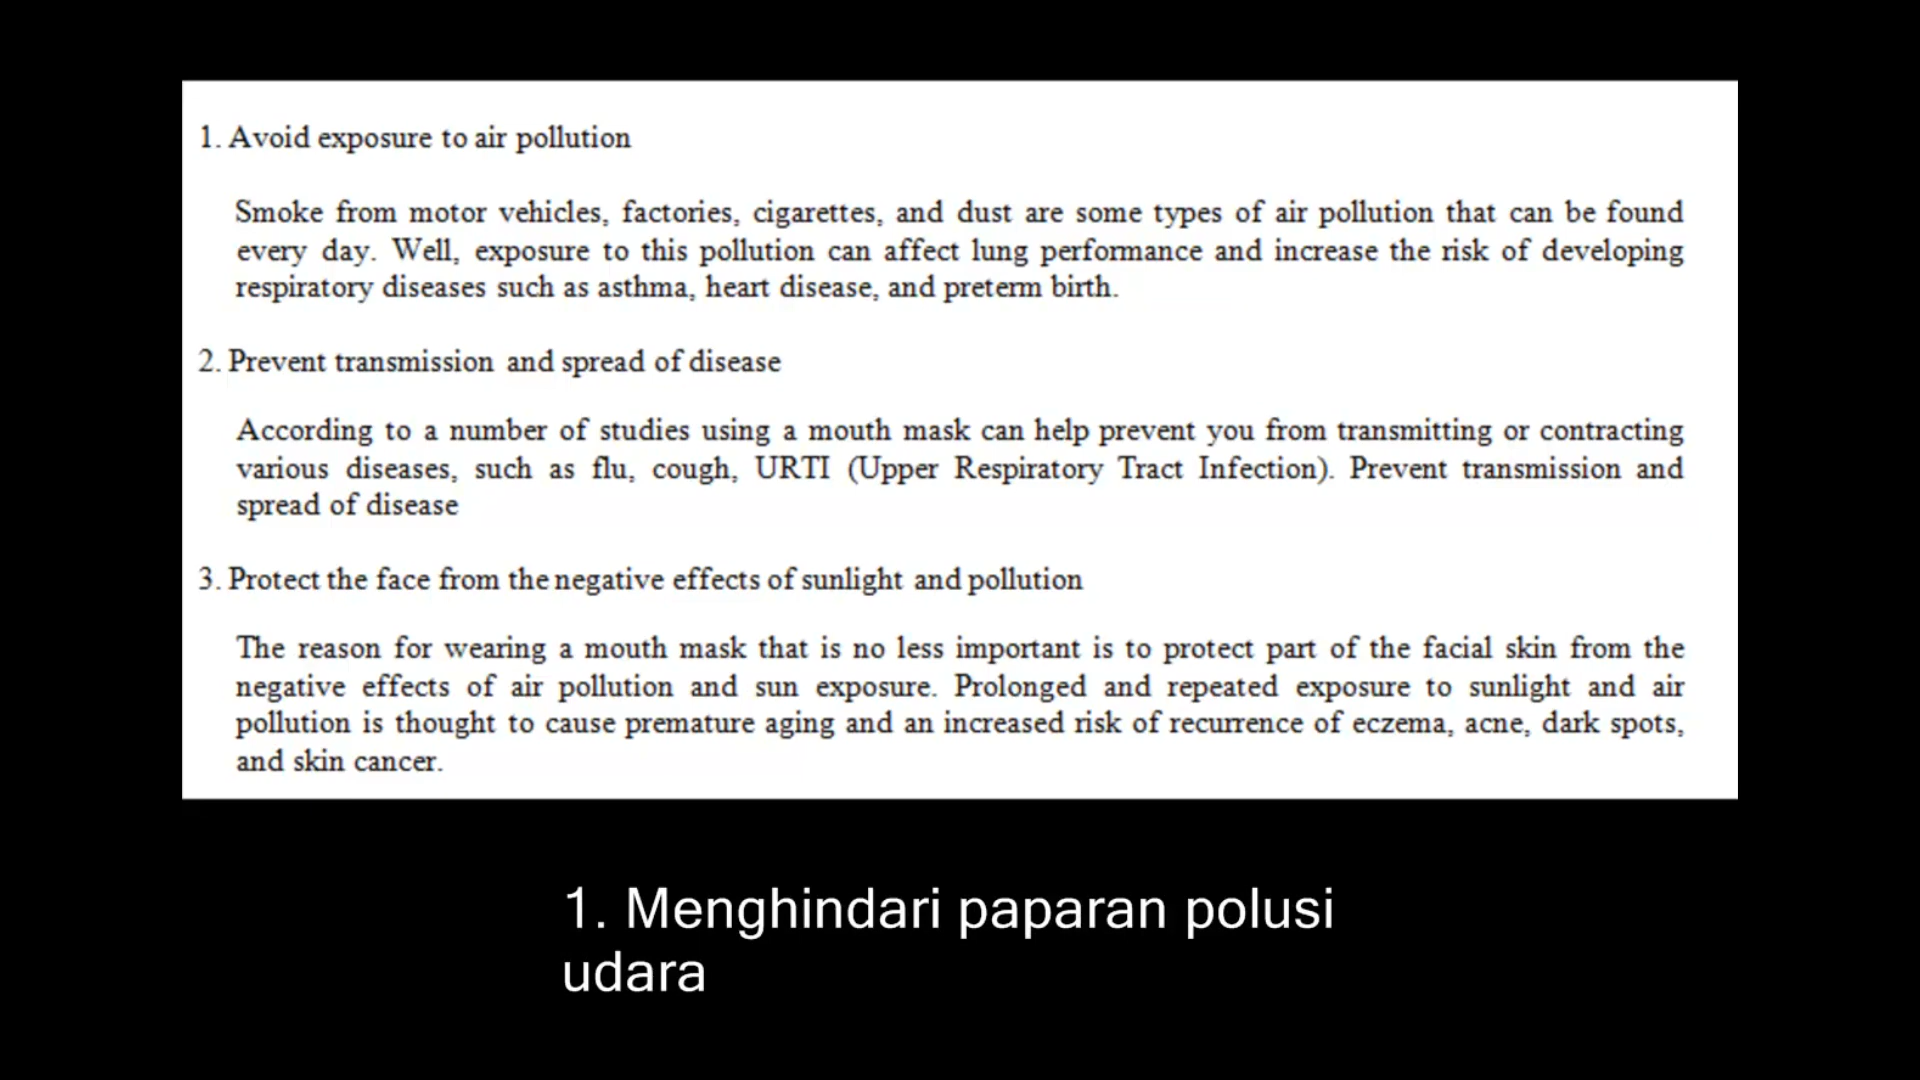 1. Avoid exposure to air pollution
Smoke from motor vehicles, factories, cigarettes, and dust are some types of air pollution that can be found
every day. Well, exposure to this pollution can affect lung performance and increase the risk of developing
respiratory diseases such as asthma, heart disease, and preterm birth.
2. Prevent transmission and spread of disease
According to a number of studies using a mouth mask can help prevent you from transmitting or contracting
various diseases, such as flu, cough, URTI (Upper Respiratory Tract Infection). Prevent transmission and
spread of disease
3. Protect the face from the negative effects of sunlight and pollution
The reason for wearing a mouth mask that is no less important is to protect part of the facial skin from the
negative effects of air pollution and sun exposure. Prolonged and repeated exposure to sunlight and air
pollution is thought to cause premature aging and an increased risk of recurrence of eczema, acne, dark spots,
and skin cancer.
1. Menghindari paparan polusi
udara